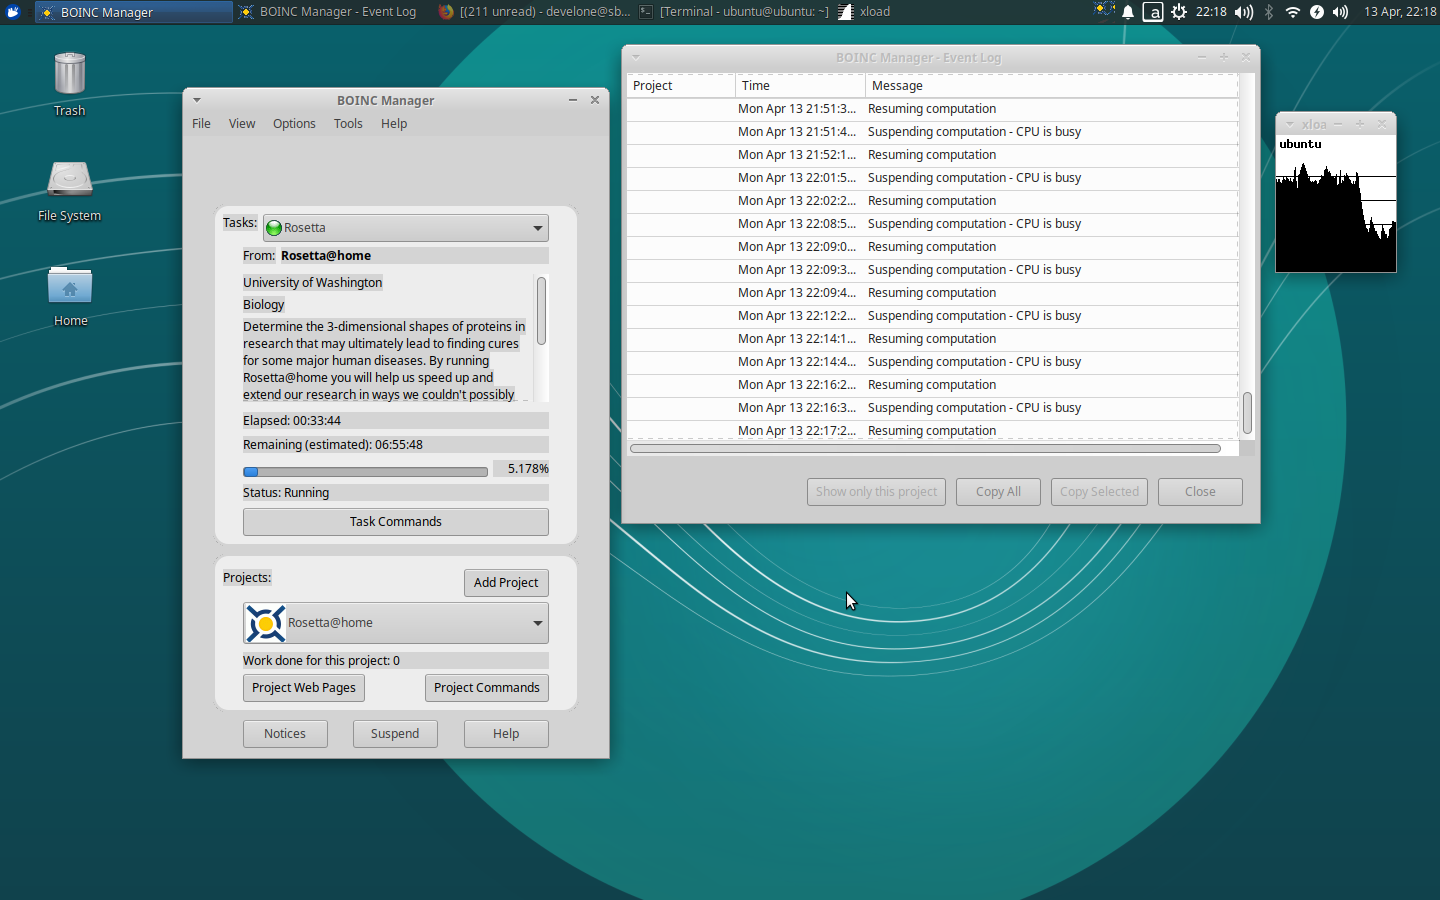 BOINC Manager
BOINC Manager - Event Log
[(211 unread) - develone@sb...
[Terminal - ubuntu@ubuntu: ~]
xload
a
22:18
13 Apr, 22:18
Trash
File System
Home
BOINC Manager
File View Options Tools Help
Tasks: Rosetta
From: Rosetta@home
University of Washington
Biology
Determine the 3-dimensional shapes of proteins in
research that may ultimately lead to finding cures
for some major human diseases. By running
Rosetta@home you will help us speed up and
extend our research in ways we couldn't possibly
Elapsed: 00:33:44
Remaining (estimated): 06:55:48
5.178%
Status: Running
Task Commands
Projects:
Add Project
Rosetta@home
Work done for this project: 0
Project Web Pages Project Commands
Notices Suspend Help
BOINC Manager - Event Log
Project Time Message
Mon Apr 13 21:51:3... Resuming computation
Mon Apr 13 21:51:4... Suspending computation - CPU is busy
Mon Apr 13 21:52:1... Resuming computation
Mon Apr 13 22:01:5... Suspending computation - CPU is busy
Mon Apr 13 22:02:2... Resuming computation
Mon Apr 13 22:08:5... Suspending computation - CPU is busy
Mon Apr 13 22:09:0... Resuming computation
Mon Apr 13 22:09:3... Suspending computation - CPU is busy
Mon Apr 13 22:09:4... Resuming computation
Mon Apr 13 22:12:2... Suspending computation - CPU is busy
Mon Apr 13 22:14:1... Resuming computation
Mon Apr 13 22:14:4... Suspending computation - CPU is busy
Mon Apr 13 22:16:2... Resuming computation
Mon Apr 13 22:16:3... Suspending computation - CPU is busy
Mon Apr 13 22:17:2... Resuming computation
Show only this project Copy All Copy Selected Close
xloa
ubuntu